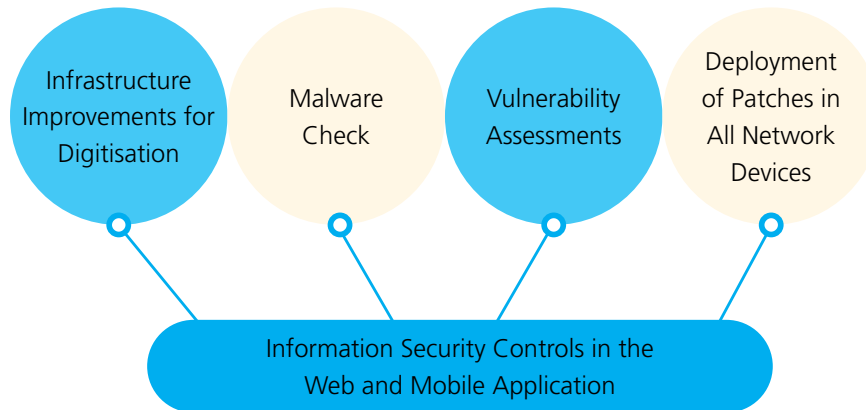 Infrastructure
Improvements for
Digitisation
Malware
Check
Vulnerability
Assessments
Deployment
of Patches in
All Network
Devices
Information Security Controls in the
Web and Mobile Application